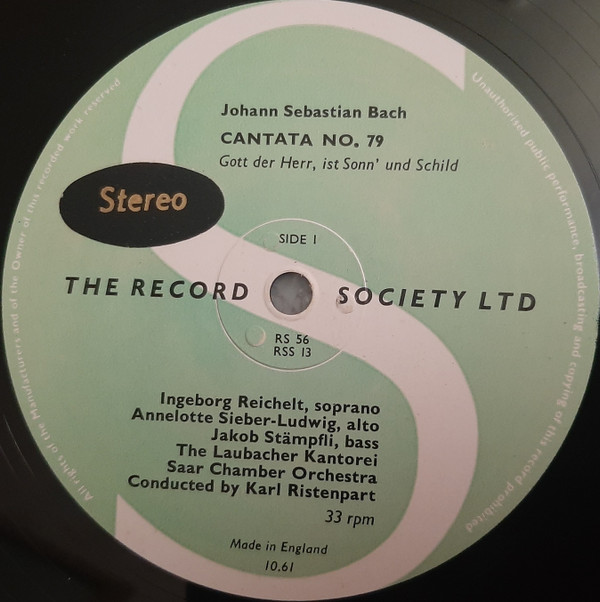 Johann Sebastian Bach
CANTATA NO. 79
Gott der Herr, ist Sonn' und Schild
Stereo
SIDE 1
THE RECORD SOCIETY LTD
RS 56
RSS 13
Ingeborg Reichelt, soprano
Annelotte Sieber-Ludwig, alto
Jakob Stämpfli, bass
The Laubacher Kantorei
Saar Chamber Orchestra
Conducted by Karl Ristenpart
33 rpm
Made in England
10.61
All rights of the Manufacturers and of the Owner of this recorded work reserved
Unauthorised public performance, broadcasting and copying of this record prohibited